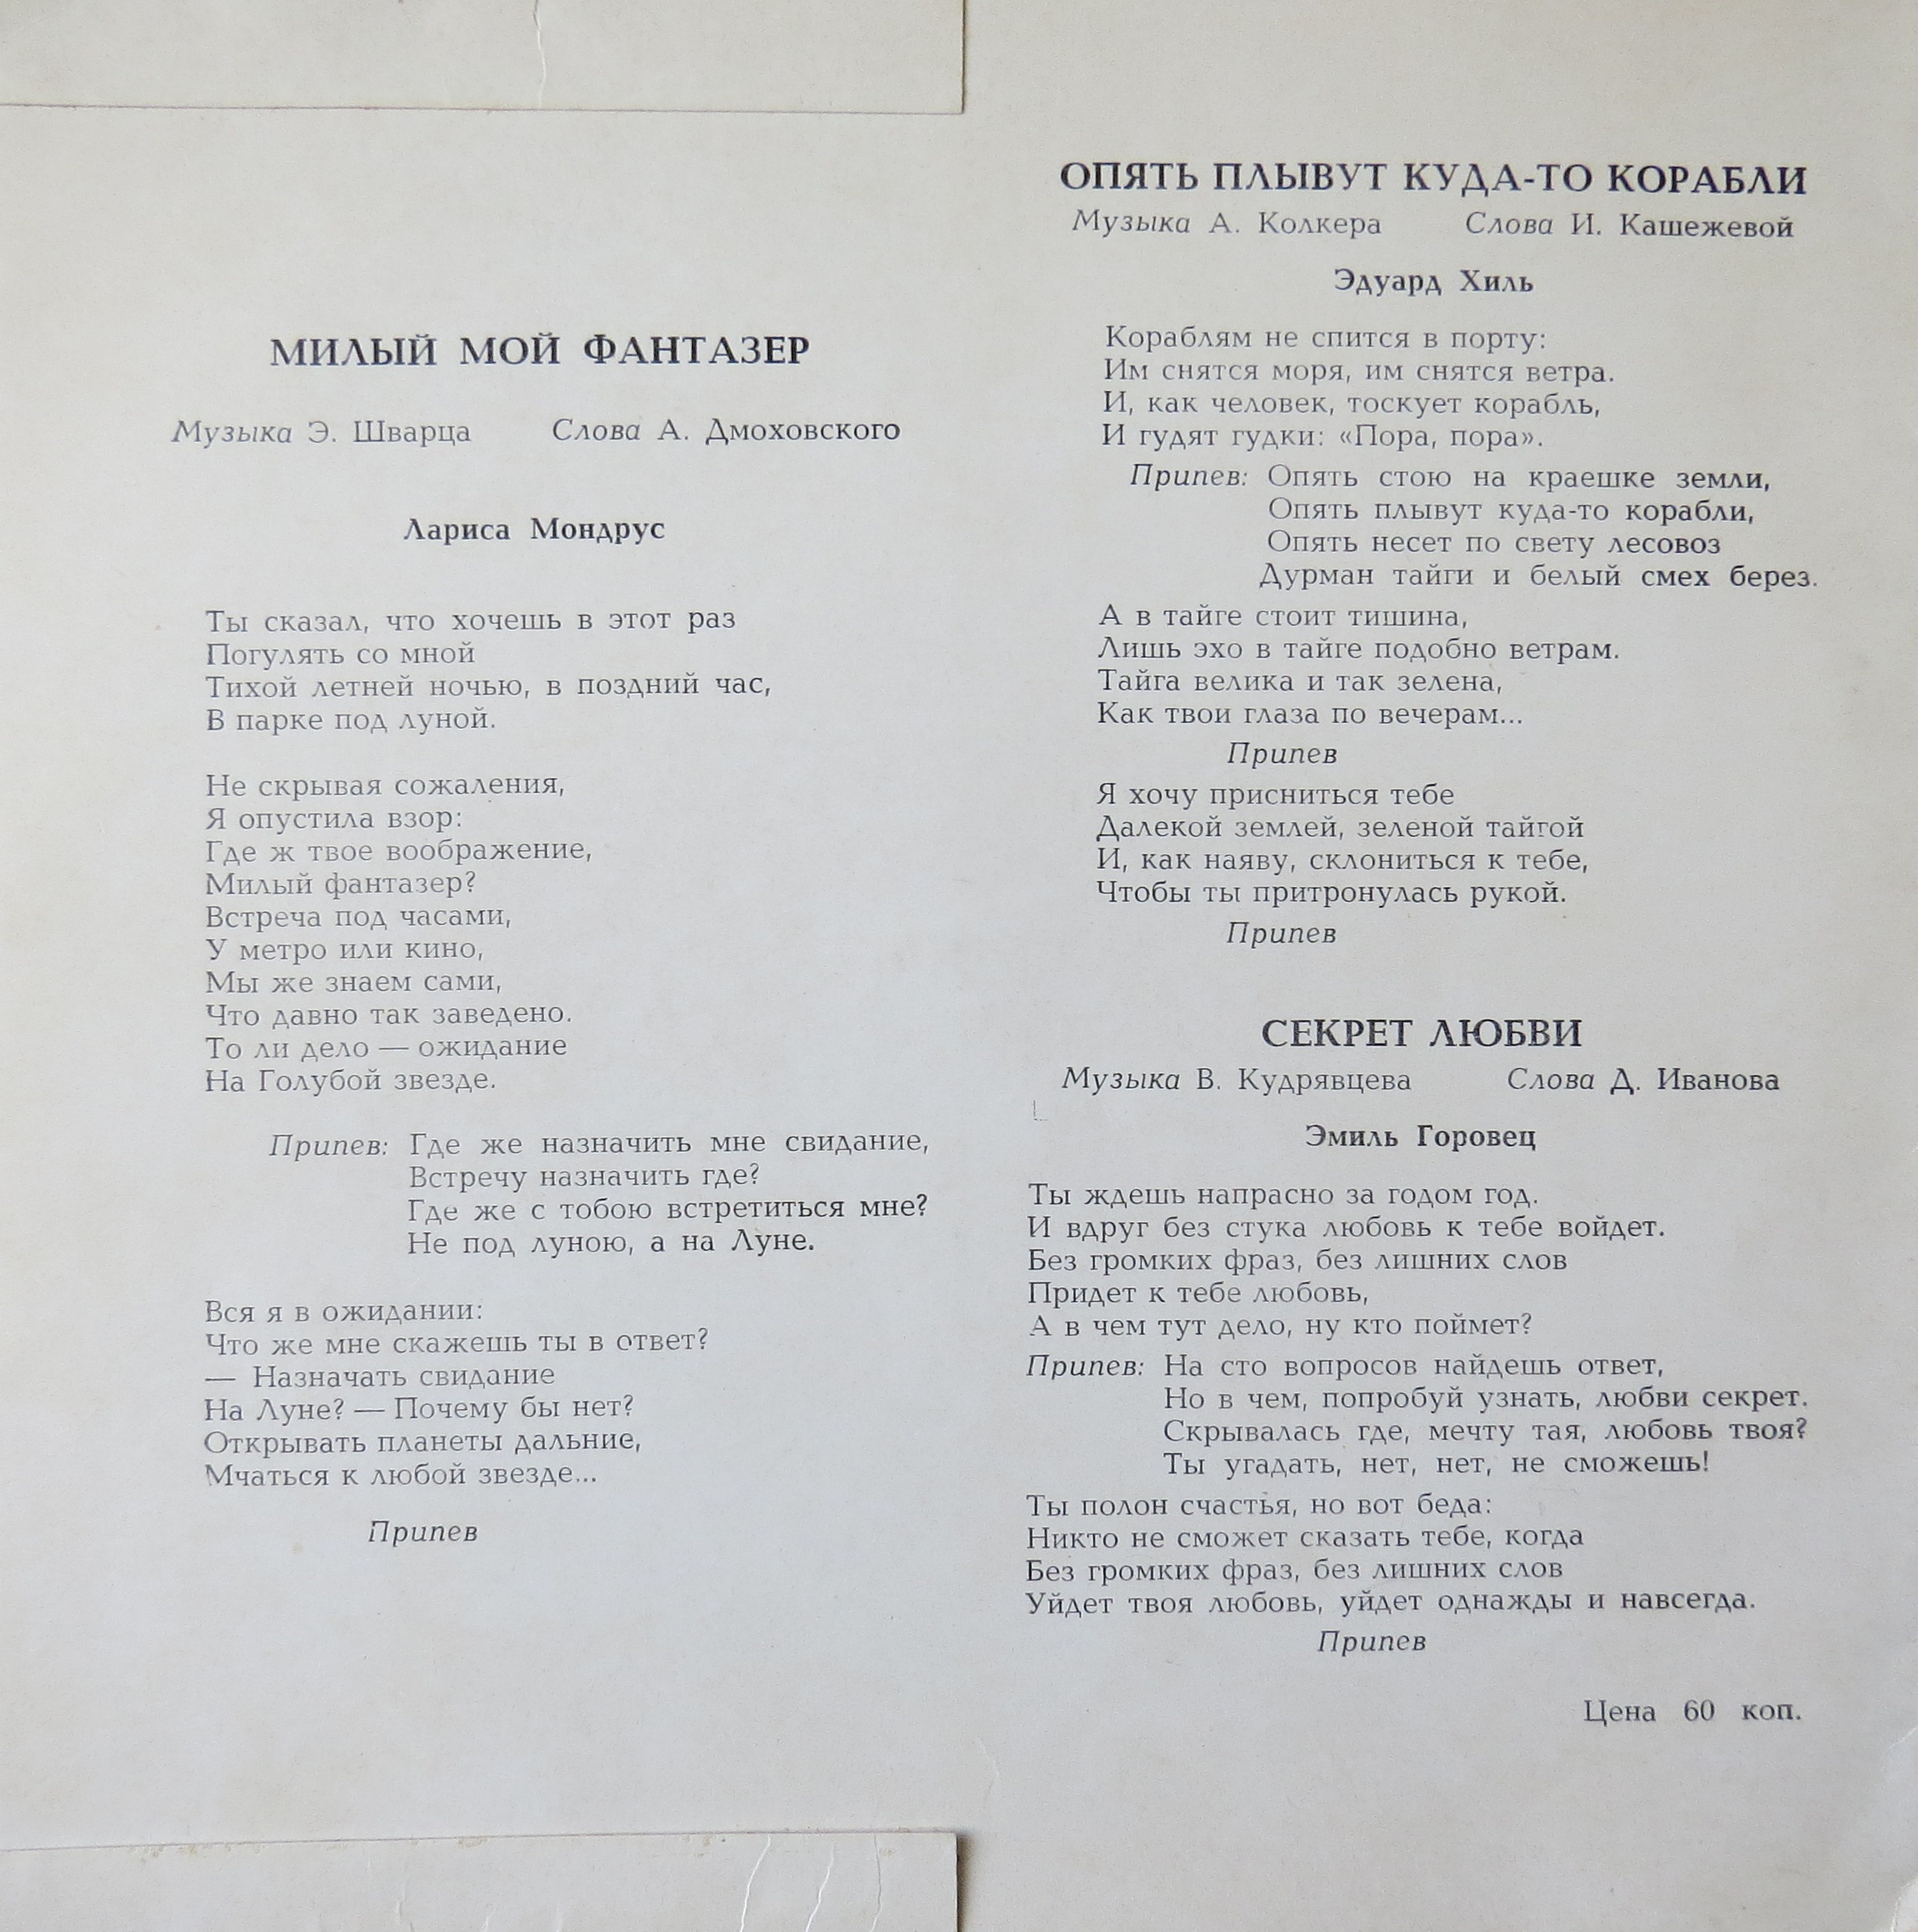 МИЛЫЙ МОЙ ФАНТАЗЕР
Музыка Э. Шварца Слова А. Дмоховского
Лариса Мондрус
Ты сказал, что хочешь в этот раз
Погулять со мной
Тихой летней ночью, в поздний час,
В парке под луной.
Не скрывая сожаления,
Я опустила взор:
Где ж твое воображение,
Милый фантазер?
Встреча под часами,
У метро или кино,
Мы же знаем сами,
Что давно так заведено.
То ли дело — ожидание
На Голубой звезде.
Припев: Где же назначить мне свидание,
Встречу назначить где?
Где же с тобою встретиться мне?
Не под луною, а на Луне.
Вся я в ожидании:
Что же мне скажешь ты в ответ?
— Назначать свидание
На Луне? — Почему бы нет?
Открывать планеты дальние,
Мчаться к любой звезде...
Припев
ОПЯТЬ ПЛЫВУТ КУДА-ТО КОРАБЛИ
Музыка А. Колкера Слова И. Кашежевой
Эдуард Хиль
Кораблям не спится в порту:
Им снятся моря, им снятся ветра.
И, как человек, тоскует корабль,
И гудят гудки: «Пора, пора».
Припев: Опять стою на краешке земли,
Опять плывут куда-то корабли,
Опять несет по свету лесовоз
Дурман тайги и белый смех берез.
А в тайге стоит тишина,
Лишь эхо в тайге подобно ветрам.
Тайга велика и так зелена,
Как твои глаза по вечерам...
Припев
Я хочу присниться тебе
Далекой землей, зеленой тайгой
И, как наяву, склониться к тебе,
Чтобы ты притронулась рукой.
Припев
СЕКРЕТ ЛЮБВИ
Музыка В. Кудрявцева Слова Д. Иванова
Эмиль Горовец
Ты ждешь напрасно за годом год.
И вдруг без стука любовь к тебе войдет.
Без громких фраз, без лишних слов
Придет к тебе любовь,
А в чем тут дело, ну кто поймет?
Припев: На сто вопросов найдешь ответ,
Но в чем, попробуй узнать, любви секрет.
Скрывалась где, мечту тая, любовь твоя?
Ты угадать, нет, нет, не сможешь!
Ты полон счастья, но вот беда:
Никто не сможет сказать тебе, когда
Без громких фраз, без лишних слов
Уйдет твоя любовь, уйдет однажды и навсегда.
Припев
Цена 60 коп.